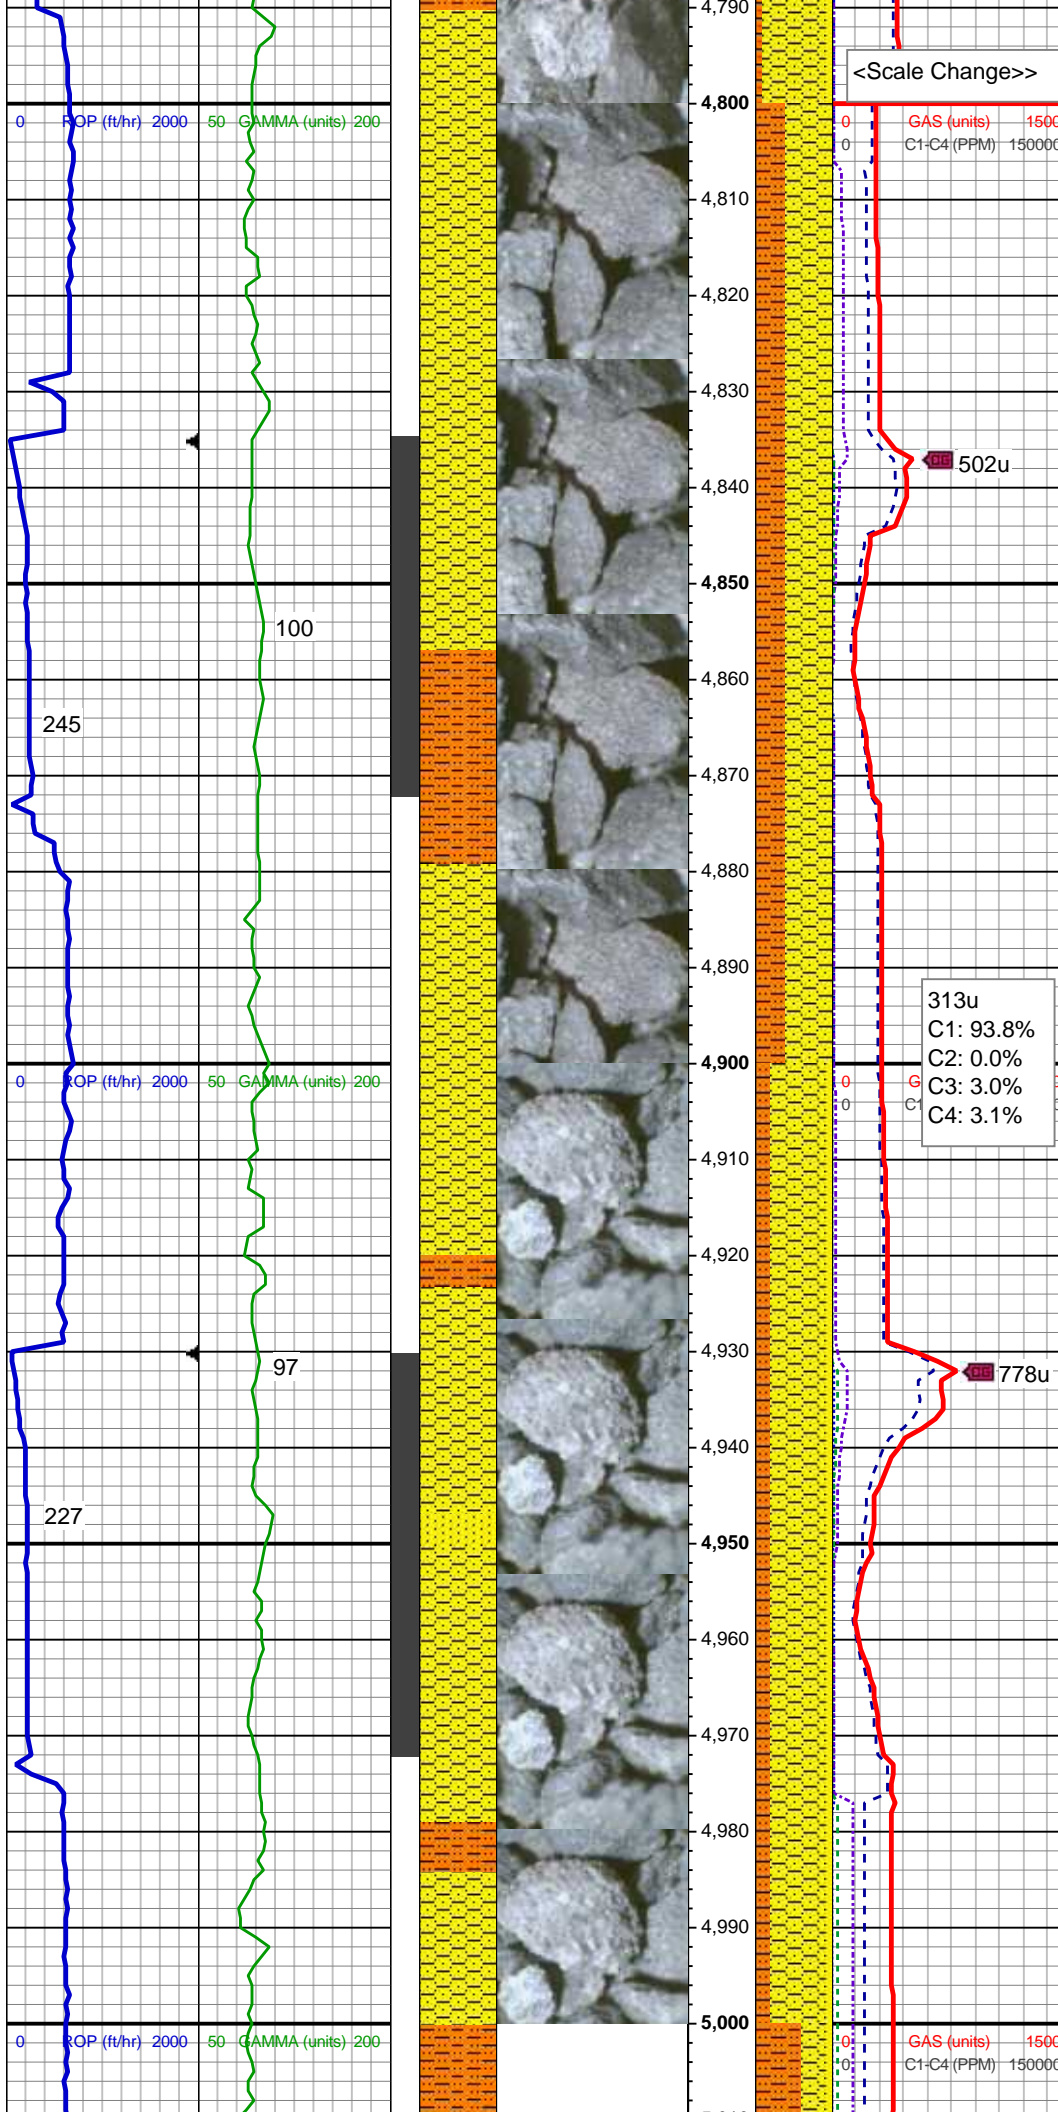 4,790
<Scale Change>>
4,800
0 ROP (ft/hr) 2000 50 GAMMA (units) 200
0 GAS (units) 1500
0 C1-C4 (PPM) 150000
4,810
4,820
4,830
CG 502u
4,840
4,850
100
4,860
245
4,870
4,880
4,890
313u
C1: 93.8%
C2: 0.0%
C3: 3.0%
C4: 3.1%
4,900
0 ROP (ft/hr) 2000 50 GAMMA (units) 200
0 G
0 C1
4,910
4,920
4,930
97
CG 778u
4,940
227
4,950
4,960
4,970
4,980
4,990
5,000
0 ROP (ft/hr) 2000 50 GAMMA (units) 200
0 GAS (units) 1500
0 C1-C4 (PPM) 150000